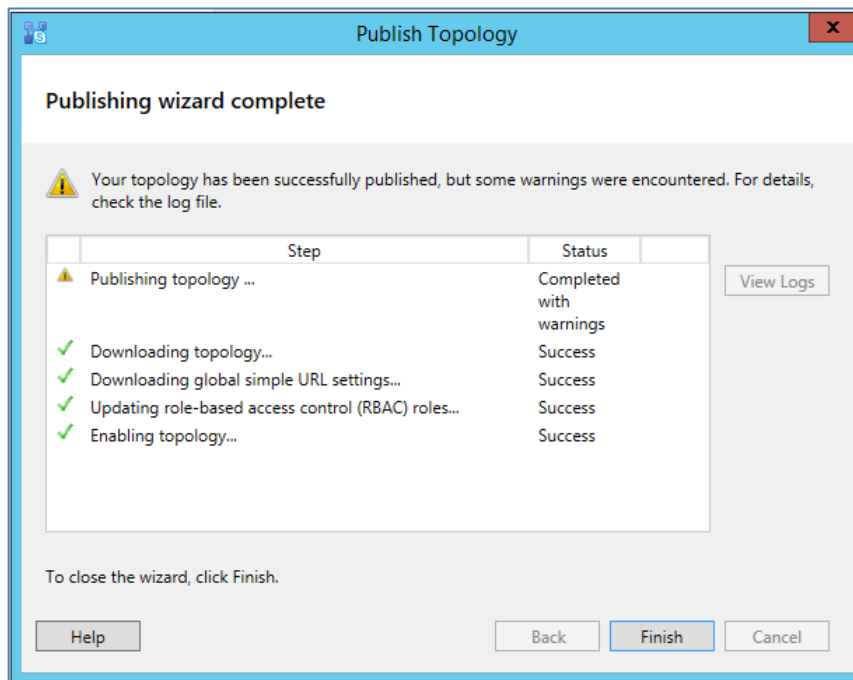 Publish Topology
x
Publishing wizard complete
Your topology has been successfully published, but some warnings were encountered. For details,
check the log file.
Step Status
Publishing topology ... Completed
with
warnings
View Logs
Downloading topology... Success
Downloading global simple URL settings... Success
Updating role-based access control (RBAC) roles... Success
Enabling topology... Success
To close the wizard, click Finish.
Help Back Finish Cancel